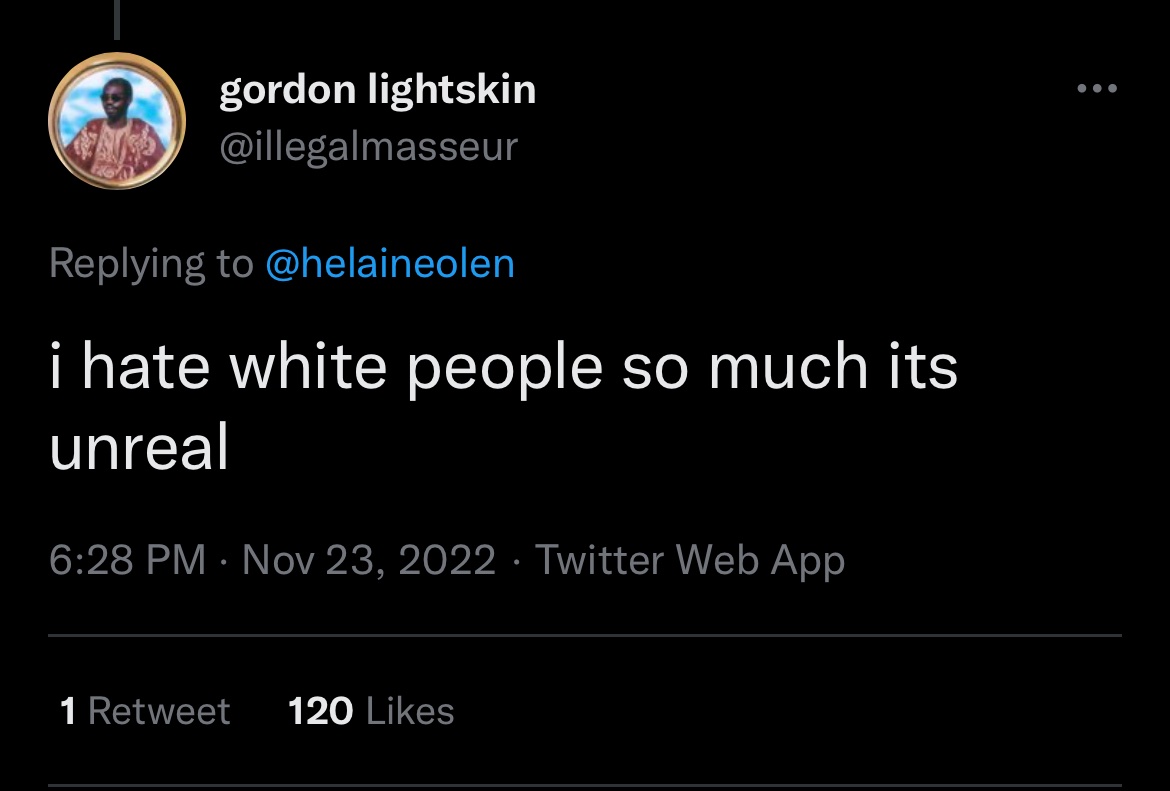 gordon lightskin
@illegalmasseur
Replying to @helaineolen
i hate white people so much its
unreal
6:28 PM · Nov 23, 2022 · Twitter Web App
1 Retweet 120 Likes